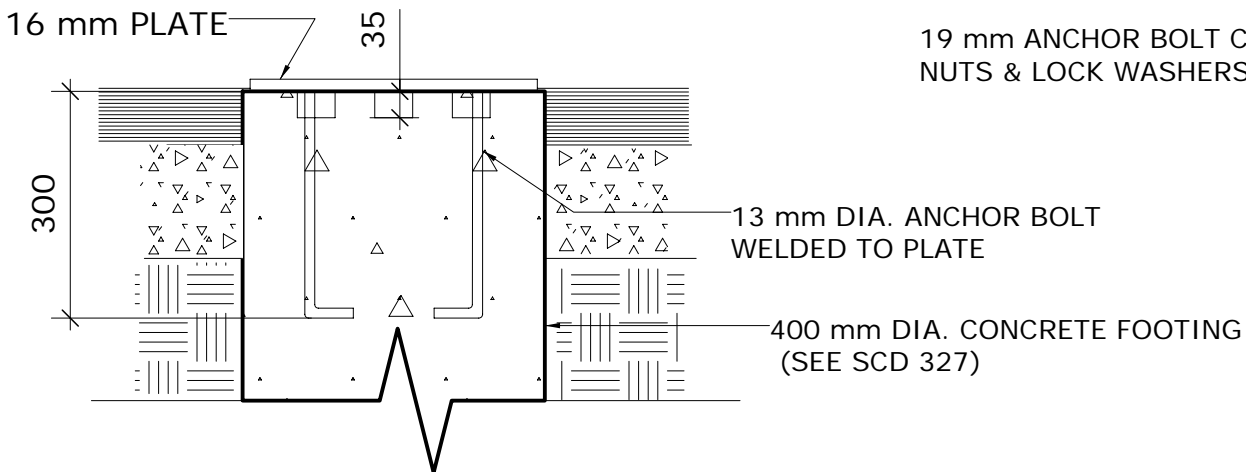 16 mm PLATE
35
19 mm ANCHOR BOLT
NUTS & LOCK WASHERS
300
13 mm DIA. ANCHOR BOLT
WELDED TO PLATE
400 mm DIA. CONCRETE FOOTING
(SEE SCD 327)